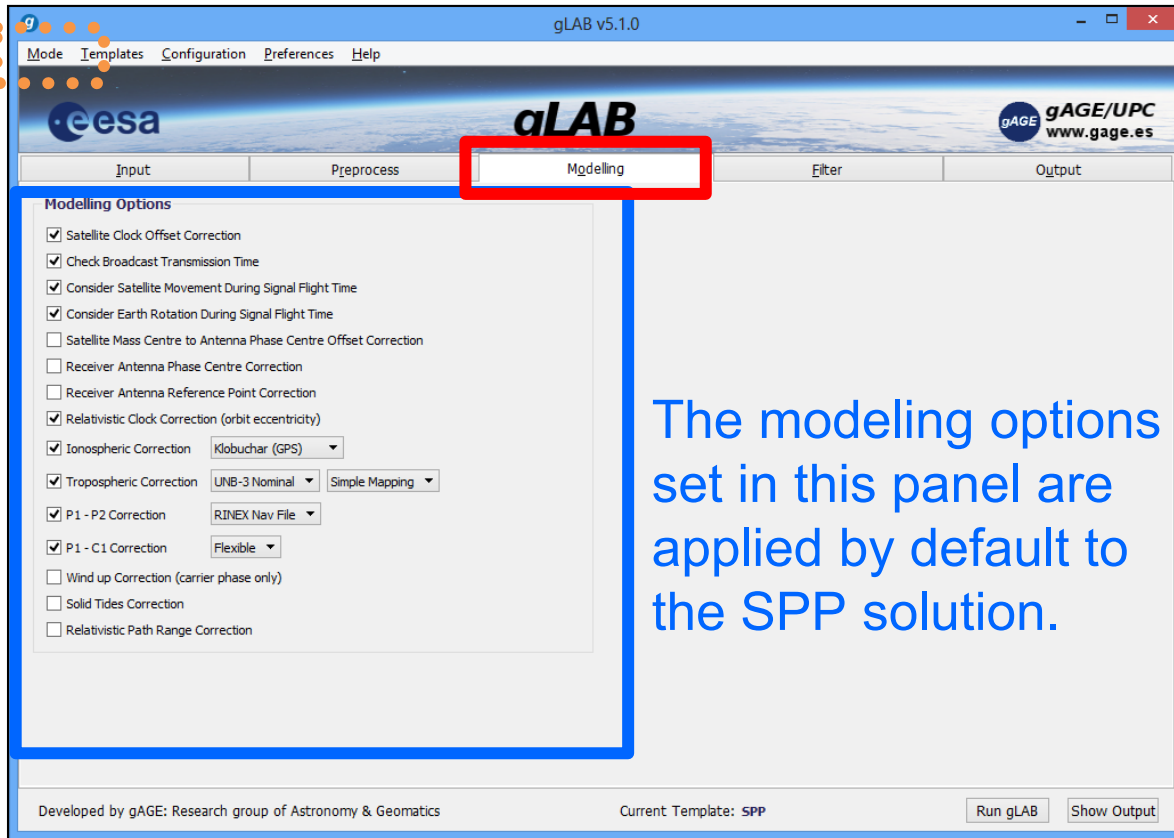 g
gLAB v5.1.0
Mode Templates Configuration Preferences Help
esa
gLAB
gAGE
gAGE/UPC
www.gage.es
Input Preprocess Modelling Filter Output
Modelling Options
Satellite Clock Offset Correction
Check Broadcast Transmission Time
Consider Satellite Movement During Signal Flight Time
Consider Earth Rotation During Signal Flight Time
Satellite Mass Centre to Antenna Phase Centre Offset Correction
Receiver Antenna Phase Centre Correction
Receiver Antenna Reference Point Correction
Relativistic Clock Correction (orbit eccentricity)
Ionospheric Correction Klobuchar (GPS)
Tropospheric Correction UNB-3 Nominal Simple Mapping
P1 - P2 Correction RINEX Nav File
P1 - C1 Correction Flexible
Wind up Correction (carrier phase only)
Solid Tides Correction
Relativistic Path Range Correction
The modeling options
set in this panel are
applied by default to
the SPP solution.
Developed by gAGE: Research group of Astronomy & Geomatics Current Template: SPP Run gLAB Show Output